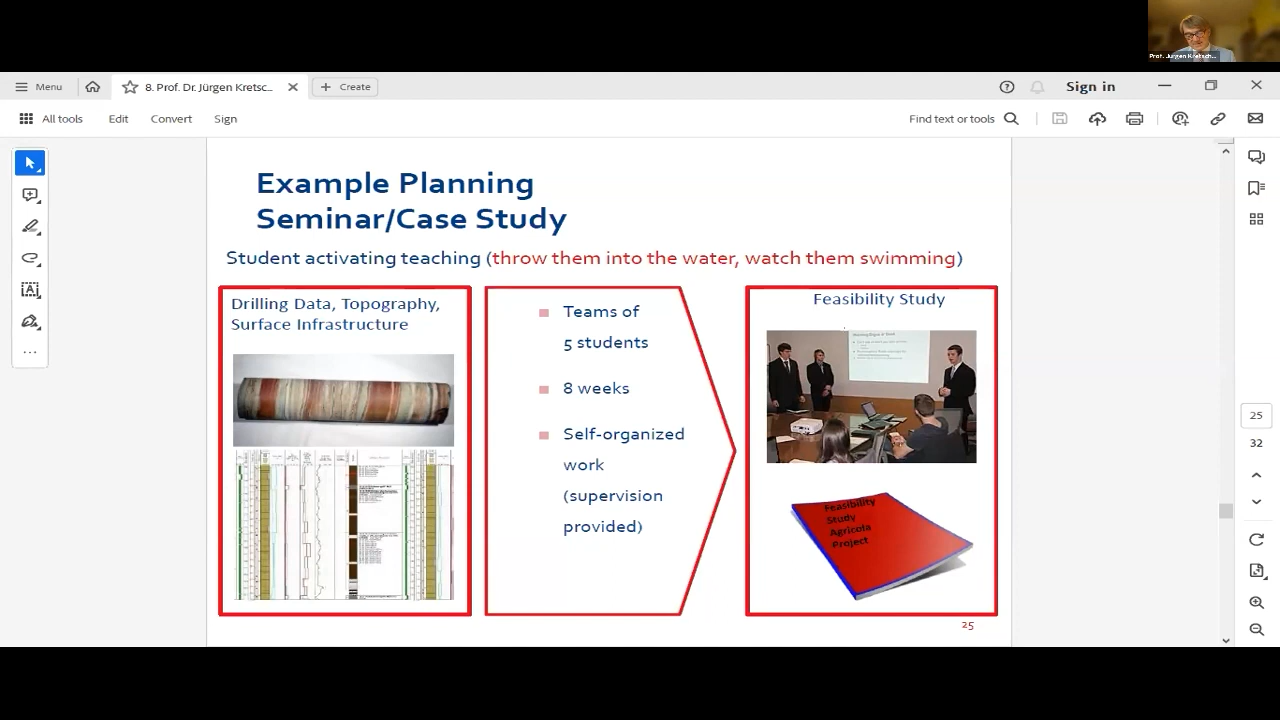 Prof. Jürgen Kretsch...
Menu
8. Prof. Dr. Jürgen Kretsc...
Create
Sign in
All tools
Edit
Convert
Sign
Find text or tools
Example Planning
Seminar/Case Study
Student activating teaching (throw them into the water, watch them swimming)
Drilling Data, Topography,
Surface Infrastructure
Teams of
5 students
8 weeks
Self-organized
work
(supervision
provided)
Feasibility Study
Feasibility
Study
Agricola
Project
25
25
32